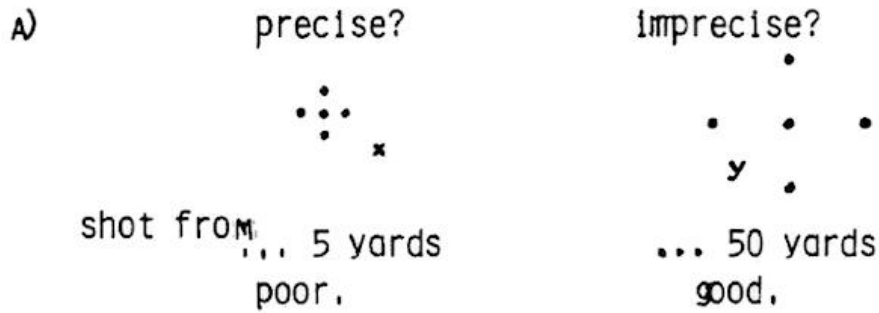 A) precise? imprecise?
x
y
shot from ... 5 yards ... 50 yards
poor. good.